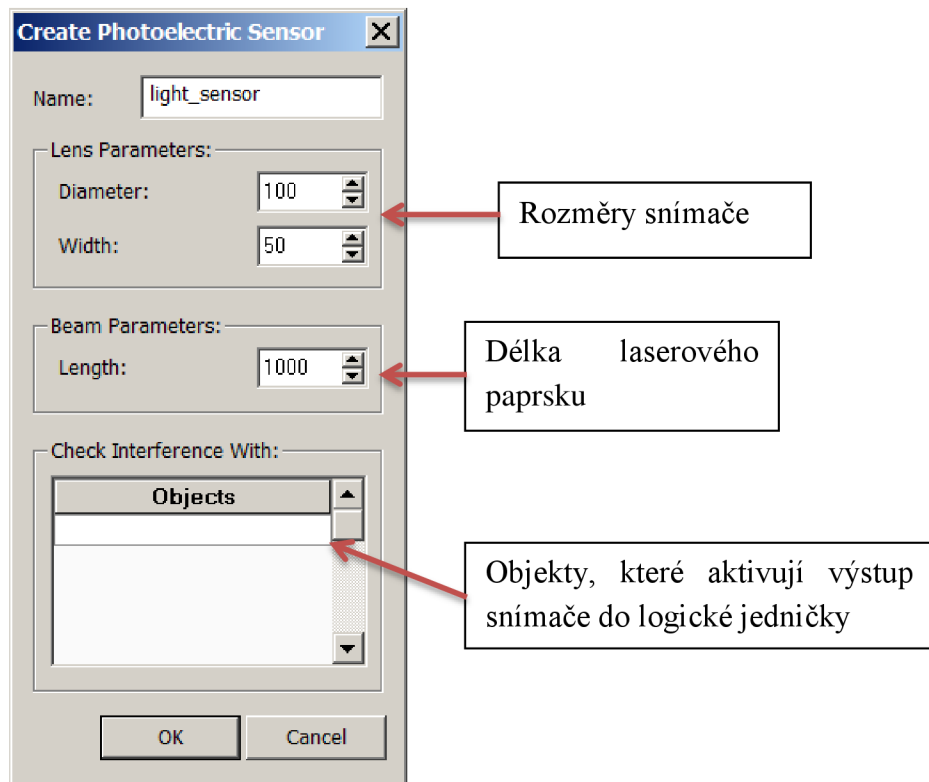 Create Photoelectric Sensor
Name: light_sensor
Lens Parameters:
Diameter: 100
Width: 50
Rozměry snímače
Beam Parameters:
Length: 1000
Délka laserového
paprsku
Check Interference With:
Objects
Objekty, které aktivují výstup
snímače do logické jedničky
OK Cancel